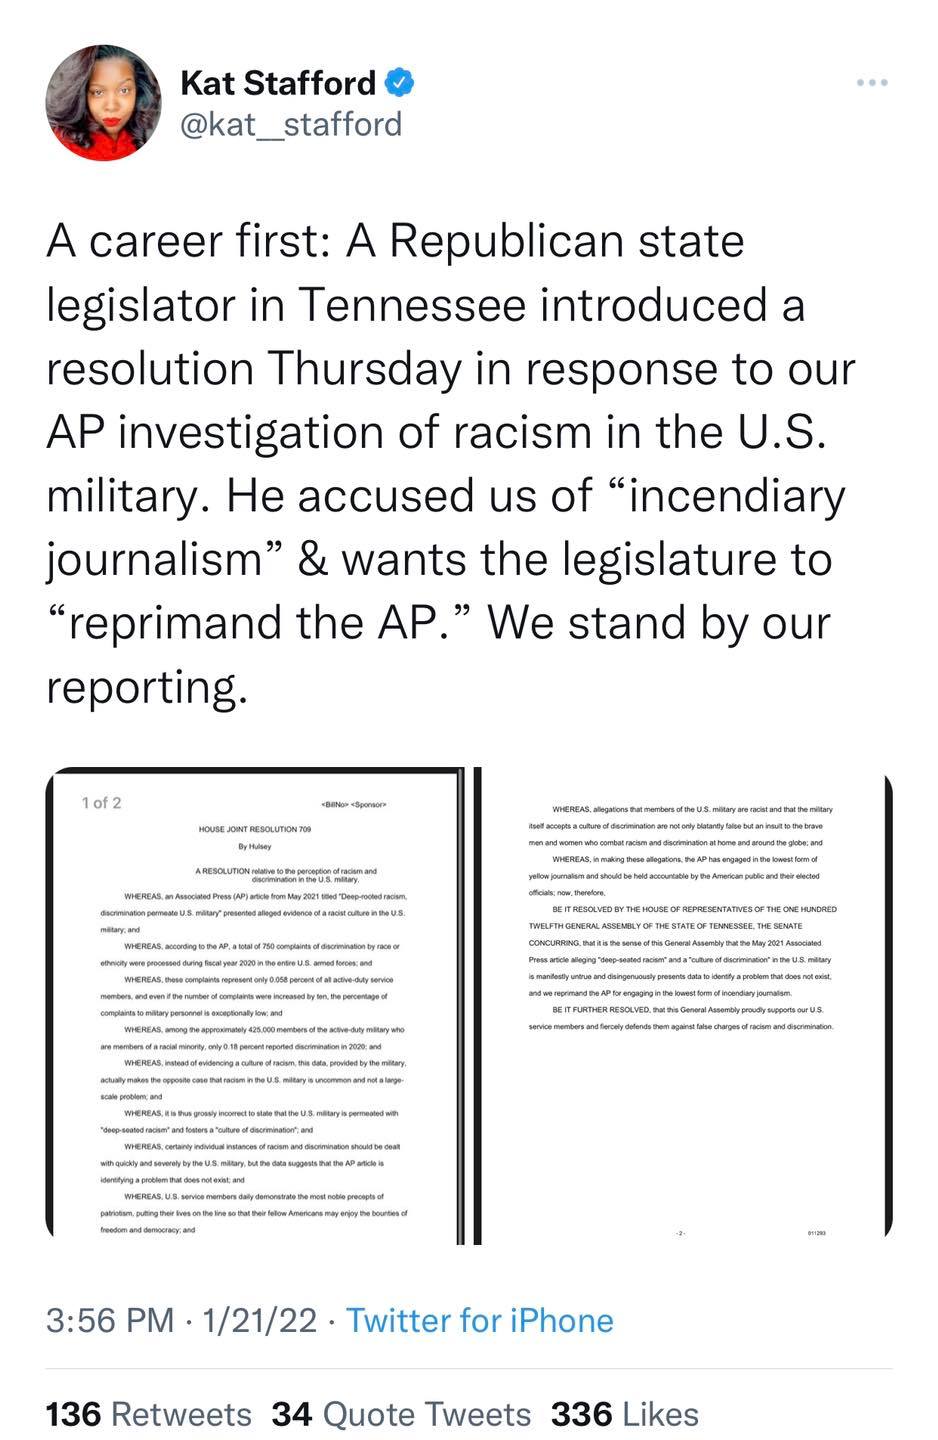 Kat Stafford
@kat__stafford
A career first: A Republican state
legislator in Tennessee introduced a
resolution Thursday in response to our
AP investigation of racism in the U.S.
military. He accused us of “incendiary
journalism” & wants the legislature to
“reprimand the AP.” We stand by our
reporting.
1 of 2
<BillNo> <Sponsor>
HOUSE JOINT RESOLUTION 709
By Hulsey
A RESOLUTION relative to the perception of racism and
discrimination in the U.S. military.
WHEREAS, an Associated Press (AP) article from May 2021 titled "Deep-rooted racism,
discrimination permeate U.S. military" presented alleged evidence of a racist culture in the U.S.
military; and
WHEREAS, according to the AP, a total of 750 complaints of discrimination by race or
ethnicity were processed during fiscal year 2020 in the entire U.S. armed forces; and
WHEREAS, these complaints represent only 0.058 percent of all active-duty service
members, and even if the number of complaints were increased by ten, the percentage of
complaints to military personnel is exceptionally low; and
WHEREAS, among the approximately 425,000 members of the active-duty military who
are members of a racial minority, only 0.18 percent reported discrimination in 2020; and
WHEREAS, instead of evidencing a culture of racism, this data, provided by the military,
actually makes the opposite case that racism in the U.S. military is uncommon and not a large-
scale problem; and
WHEREAS, it is thus grossly incorrect to state that the U.S. military is permeated with
"deep-seated racism" and fosters a "culture of discrimination"; and
WHEREAS, certainly individual instances of racism and discrimination should be dealt
with quickly and severely by the U.S. military, but the data suggests that the AP article is
identifying a problem that does not exist; and
WHEREAS, U.S. service members daily demonstrate the most noble precepts of
patriotism, putting their lives on the line so that their fellow Americans may enjoy the bounties of
freedom and democracy; and
WHEREAS, allegations that members of the U.S. military are racist and that the military
itself accepts a culture of discrimination are not only blatantly false but an insult to the brave
men and women who combat racism and discrimination at home and around the globe; and
WHEREAS, in making these allegations, the AP has engaged in the lowest form of
yellow journalism and should be held accountable by the American public and their elected
officials; now, therefore,
BE IT RESOLVED BY THE HOUSE OF REPRESENTATIVES OF THE ONE HUNDRED
TWELFTH GENERAL ASSEMBLY OF THE STATE OF TENNESSEE, THE SENATE
CONCURRING, that it is the sense of this General Assembly that the May 2021 Associated
Press article alleging "deep-seated racism" and a "culture of discrimination" in the U.S. military
is manifestly untrue and disingenuously presents data to identify a problem that does not exist,
and we reprimand the AP for engaging in the lowest form of incendiary journalism.
BE IT FURTHER RESOLVED, that this General Assembly proudly supports our U.S.
service members and fiercely defends them against false charges of racism and discrimination.
- 2 -
011293
3:56 PM · 1/21/22 · Twitter for iPhone
136 Retweets 34 Quote Tweets 336 Likes